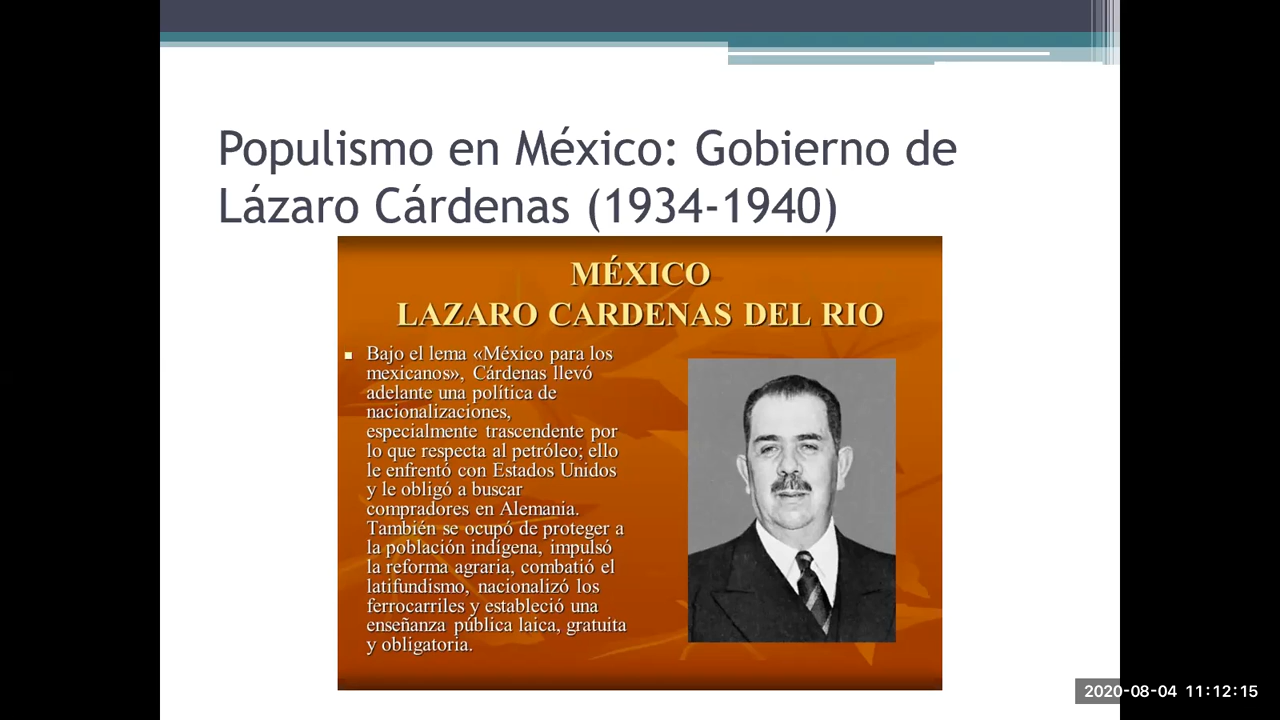 Populismo en México: Gobierno de
Lázaro Cárdenas (1934-1940)
MÉXICO
LAZARO CARDENAS DEL RIO
Bajo el lema «México para los
mexicanos», Cárdenas llevó
adelante una política de
nacionalizaciones,
especialmente trascendente por
lo que respecta al petróleo; ello
le enfrentó con Estados Unidos
y le obligó a buscar
compradores en Alemania.
También se ocupó de proteger a
la población indígena, impulsó
la reforma agraria, combatió el
latifundismo, nacionalizó los
ferrocarriles y estableció una
enseñanza pública laica, gratuita
y obligatoria.
2020-08-04 11:12:15